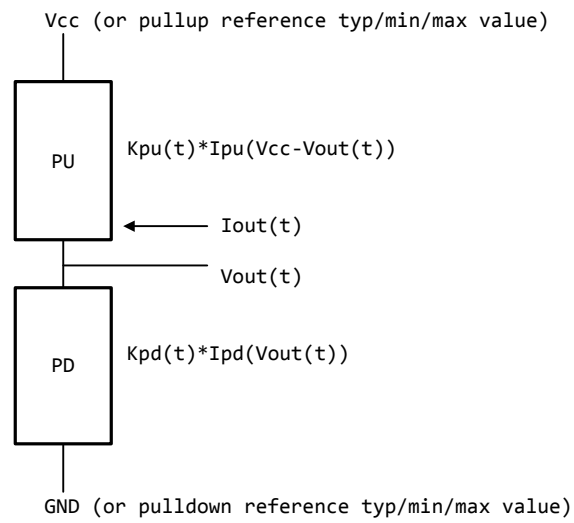 Vcc (or pullup reference typ/min/max value)
PU
Kpu(t)*Ipu(Vcc-Vout(t))
Iout(t)
Vout(t)
PD
Kpd(t)*Ipd(Vout(t))
GND (or pulldown reference typ/min/max value)